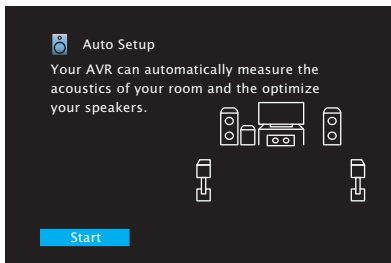 Auto Setup
Your AVR can automatically measure the
acoustics of your room and the optimize
your speakers.
Start